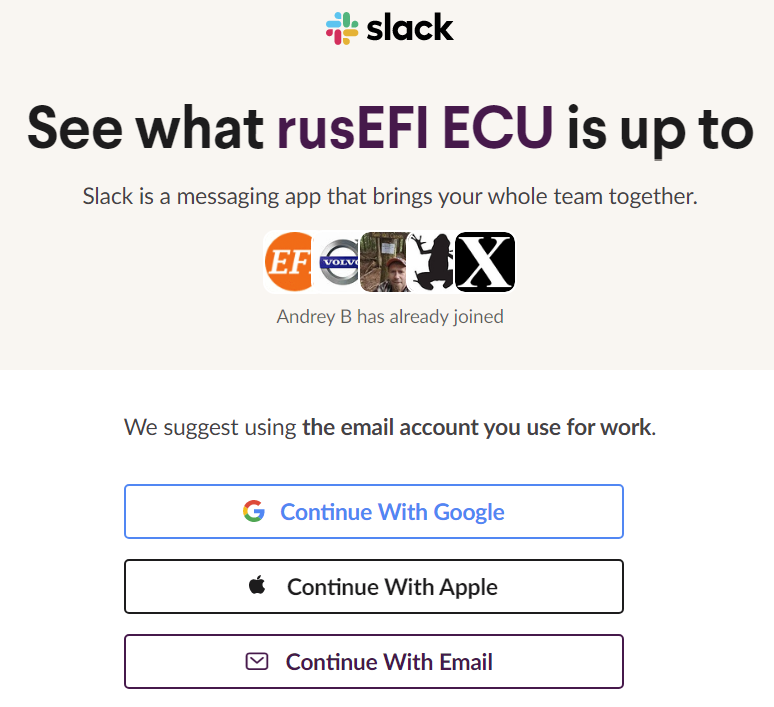 slack
See what rusEFI ECU is up to
Slack is a messaging app that brings your whole team together.
EF
VOLV
X
Andrey B has already joined
We suggest using the email account you use for work.
Continue With Google
Continue With Apple
Continue With Email